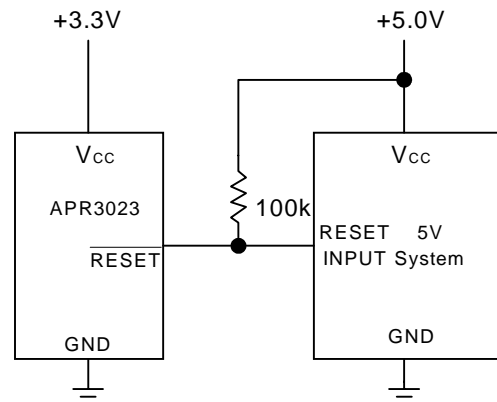 +3.3V
+5.0V
VCC
VCC
APR3023
100k
RESET
RESET 5V
INPUT System
GND
GND